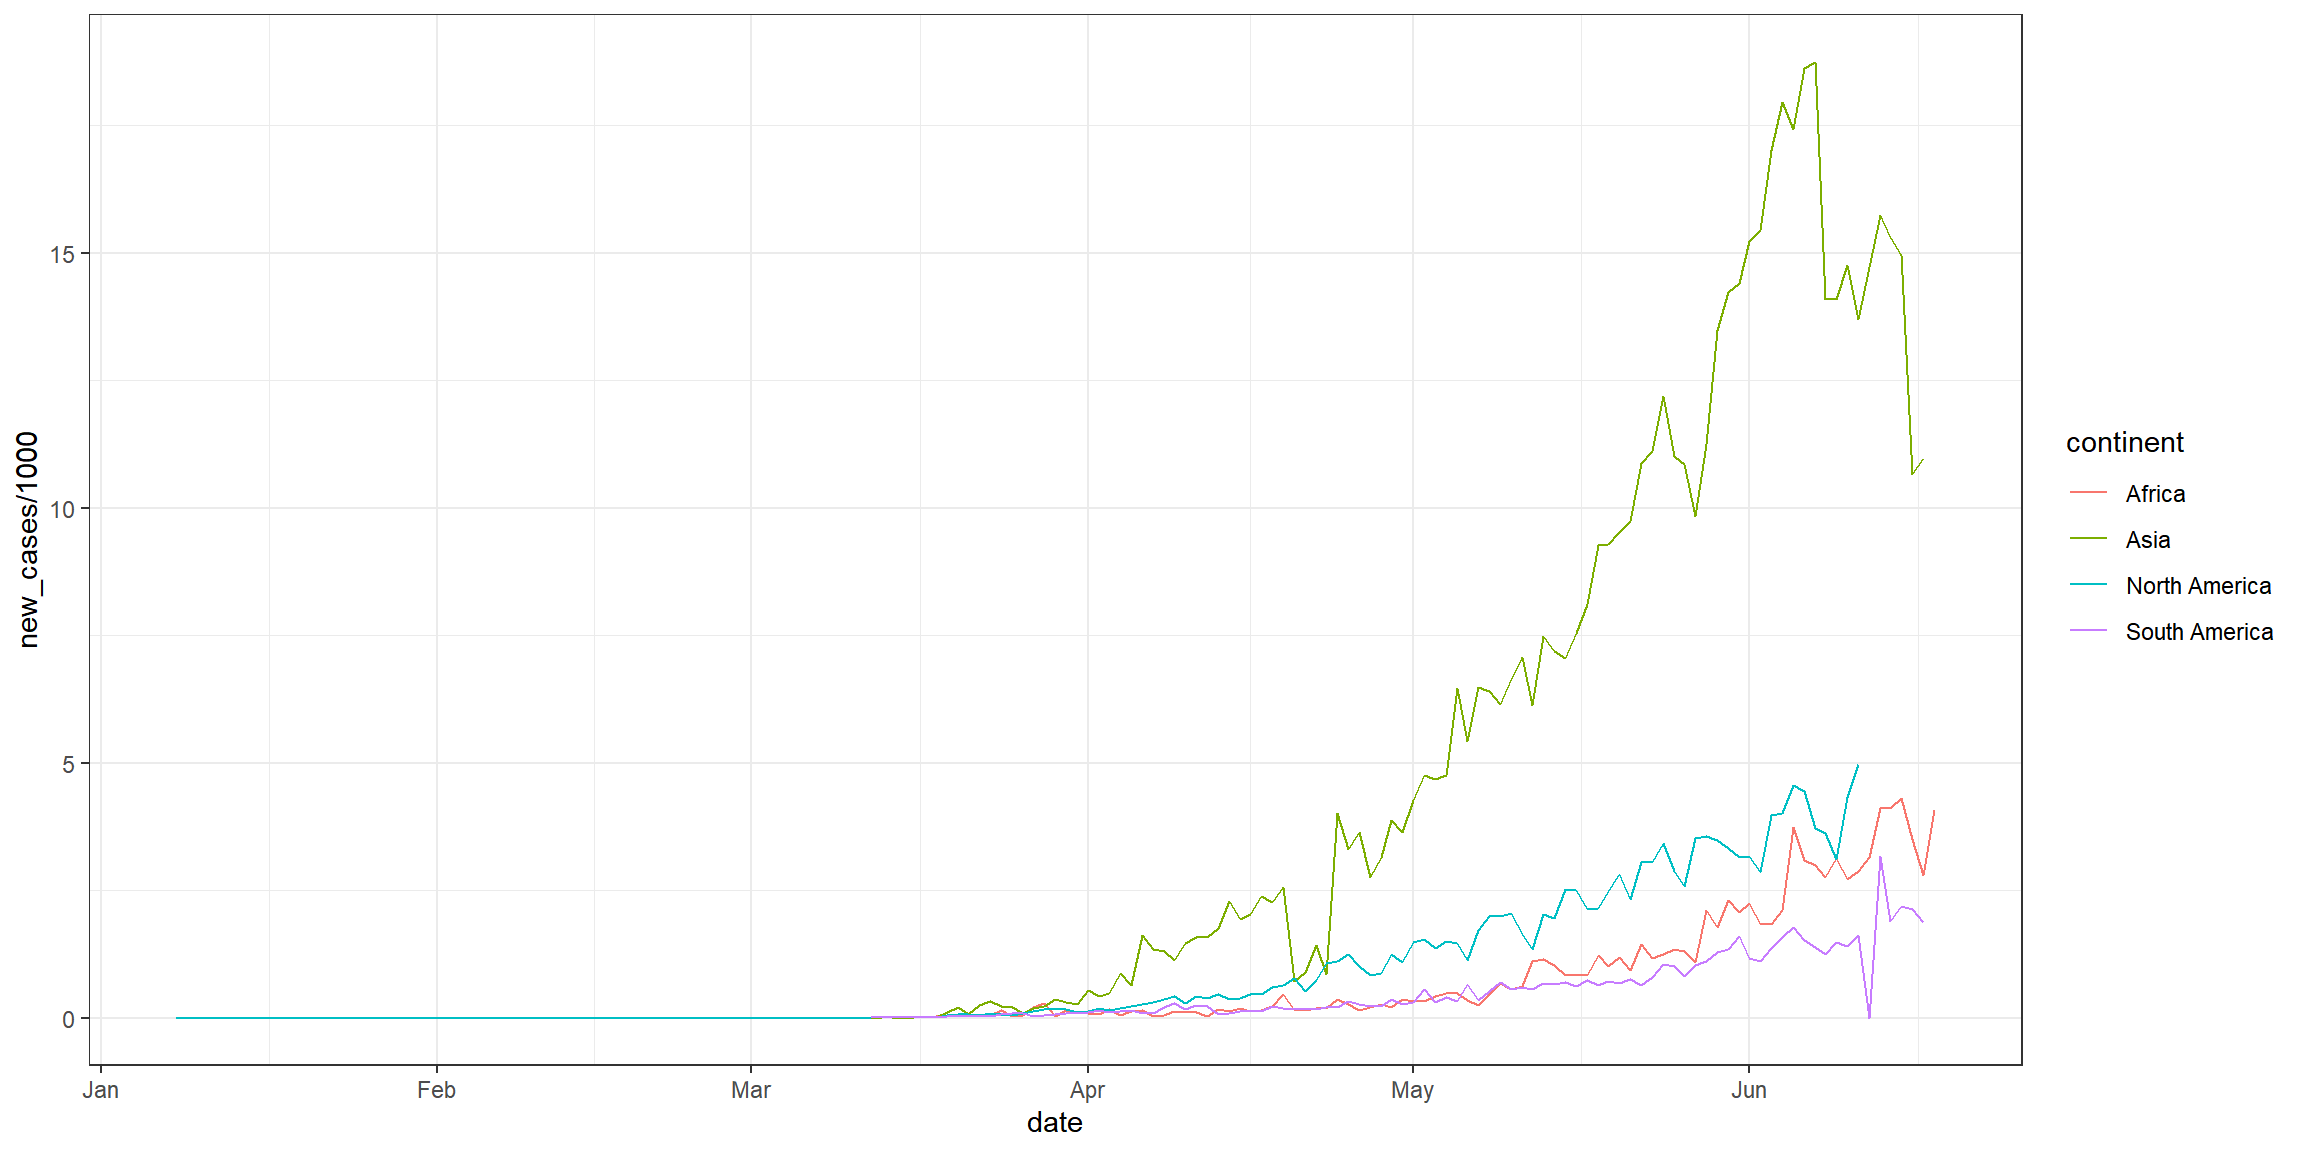 new_cases/1000
15
10
5
0
Jan Feb Mar Apr May Jun
date
continent
Africa
Asia
North America
South America